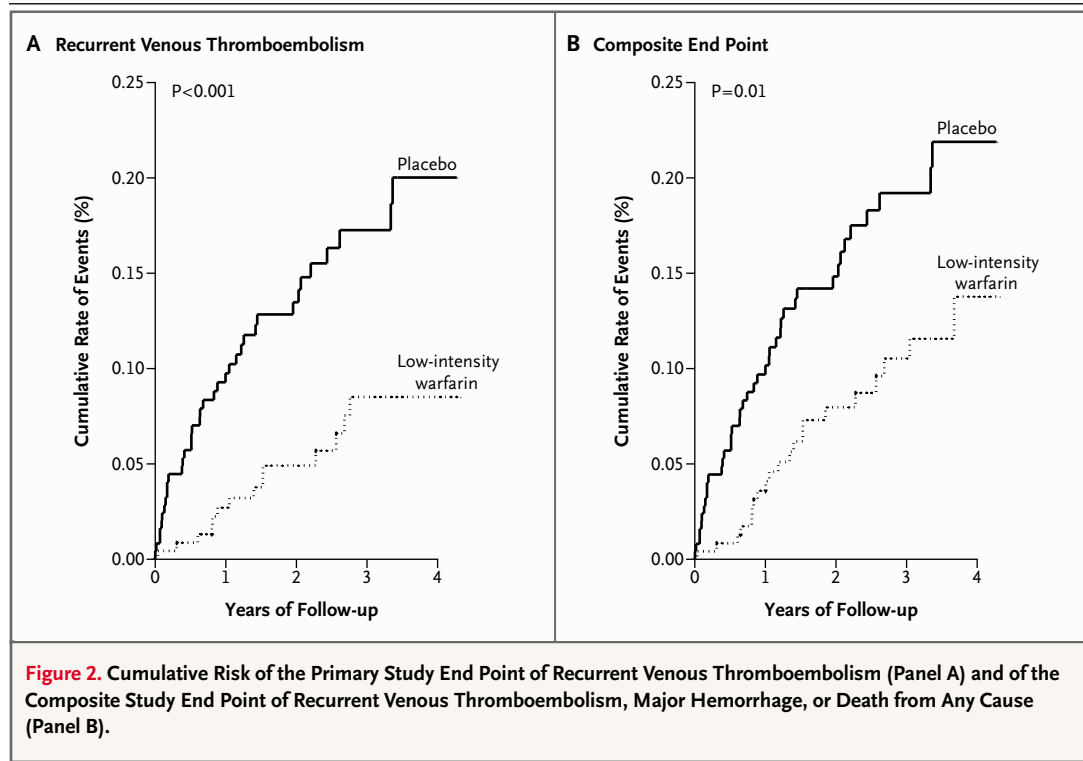 A Recurrent Venous Thromboembolism
0.25
P<0.001
0.20
Placebo
0.15
0.10
Low-intensity
warfarin
0.05
0.00
0 1 2 3 4
Cumulative Rate of Events (%)
Years of Follow-up
B Composite End Point
0.25
P=0.01
Placebo
0.20
0.15
Low-intensity
warfarin
0.10
0.05
0.00
0 1 2 3 4
Cumulative Rate of Events (%)
Years of Follow-up
Figure 2. Cumulative Risk of the Primary Study End Point of Recurrent Venous Thromboembolism (Panel A) and of the
Composite Study End Point of Recurrent Venous Thromboembolism, Major Hemorrhage, or Death from Any Cause
(Panel B).